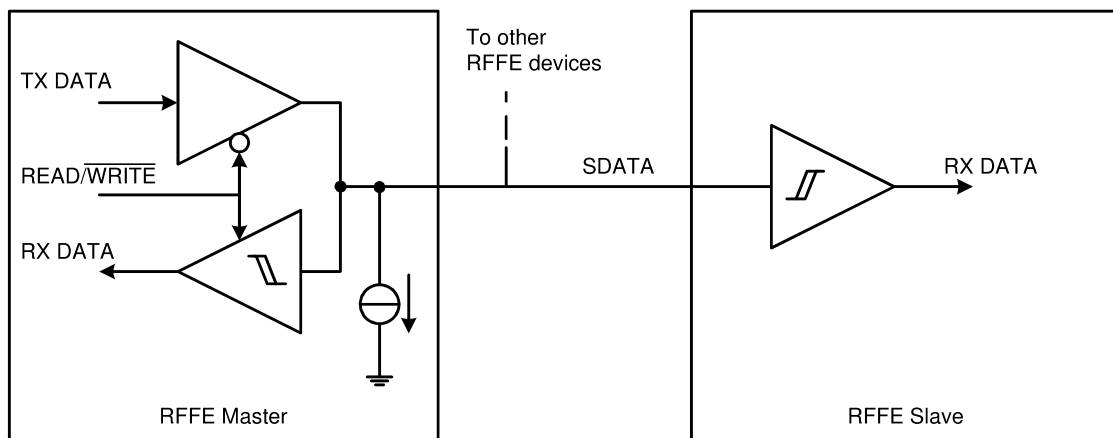 To other
RFFE devices
TX DATA
READ/WRITE
RX DATA
SDATA
RX DATA
RFFE Master
RFFE Slave